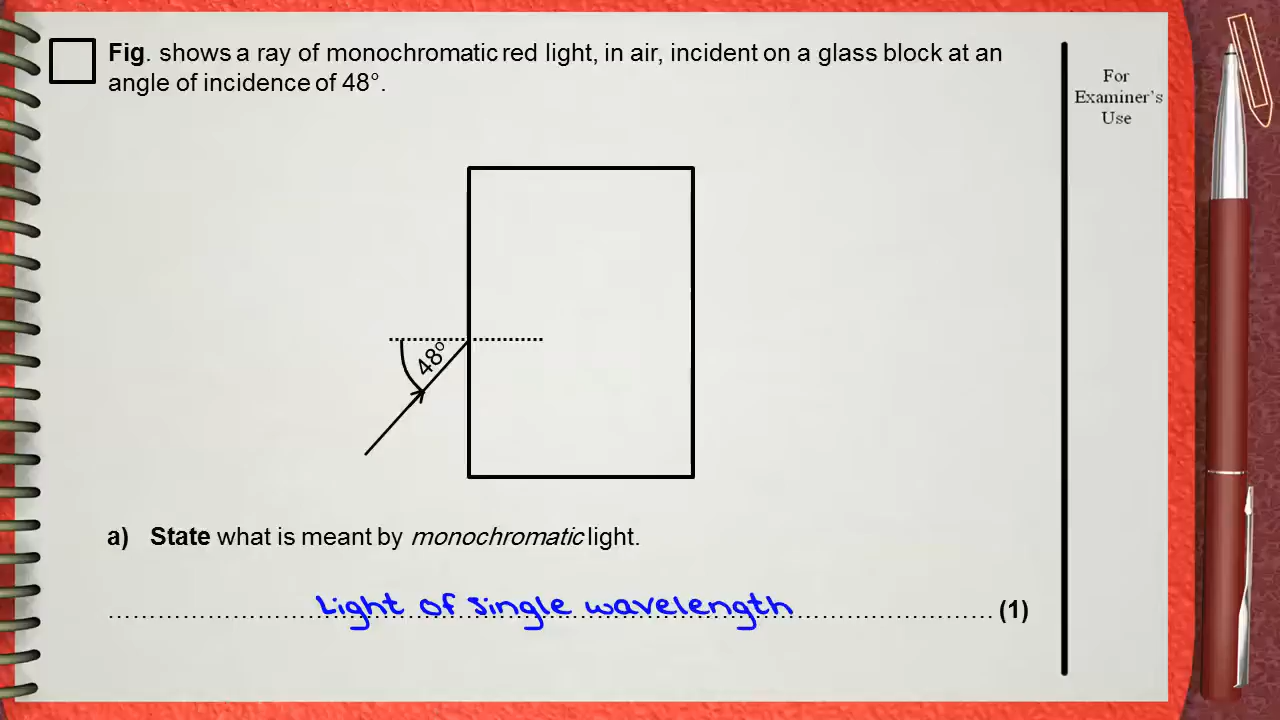 Fig. shows a ray of monochromatic red light, in air, incident on a glass block at an
angle of incidence of 48°.
For
Examiner's
Use
48°
a) State what is meant by monochromatic light.
Light of single wavelength (1)